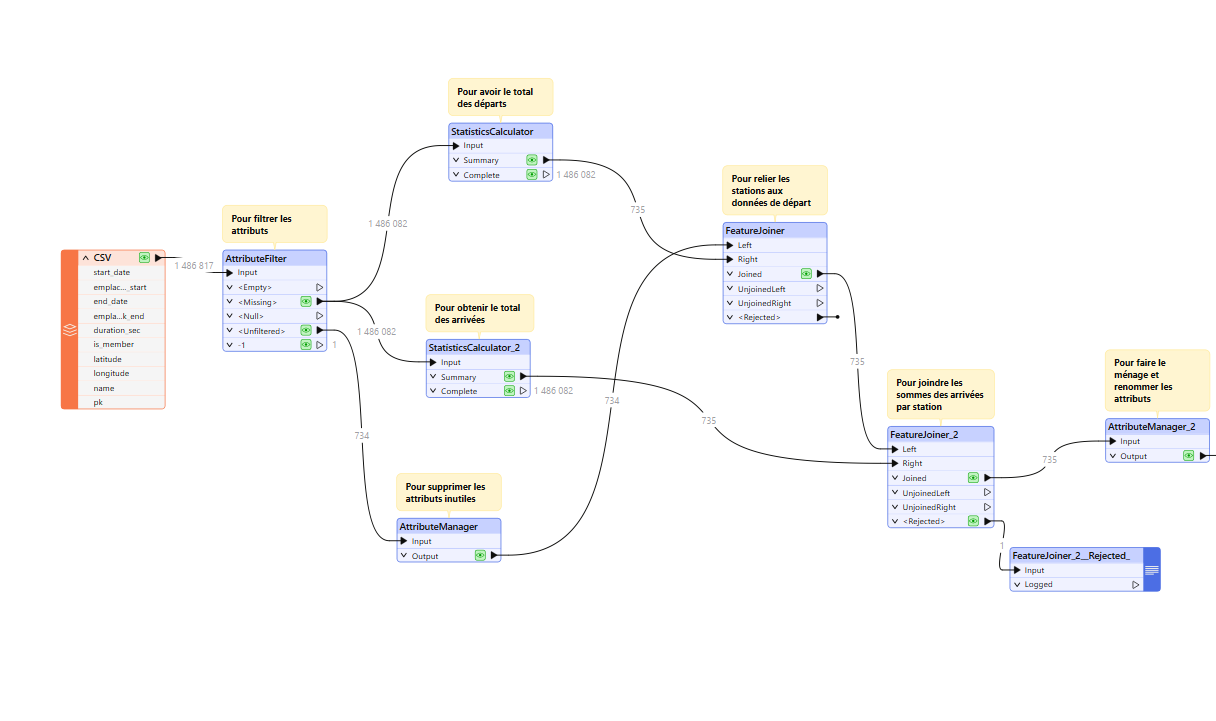 Pour avoir le total
des départs
StatisticsCalculator
Input
Summary
Complete
1 486 082
1 486 082
735
Pour filtrer les
attributs
AttributeFilter
Input
<Empty>
<Missing>
<Null>
<Unfiltered>
-1
1
CSV
start_date
emplac..._start
end_date
empla...k_end
duration_sec
is_member
latitude
longitude
name
pk
1 486 817
Pour obtenir le total
des arrivées
StatisticsCalculator_2
Input
Summary
Complete
1 486 082
1 486 082
735
734
734
Pour supprimer les
attributs inutiles
AttributeManager
Input
Output
Pour relier les
stations aux
données de départ
FeatureJoiner
Left
Right
Joined
UnjoinedLeft
UnjoinedRight
<Rejected>
735
Pour joindre les
sommes des arrivées
par station
FeatureJoiner_2
Left
Right
Joined
UnjoinedLeft
UnjoinedRight
<Rejected>
735
1
Pour faire le
ménage et
renommer les
attributs
AttributeManager_2
Input
Output
FeatureJoiner_2__Rejected_
Input
Logged